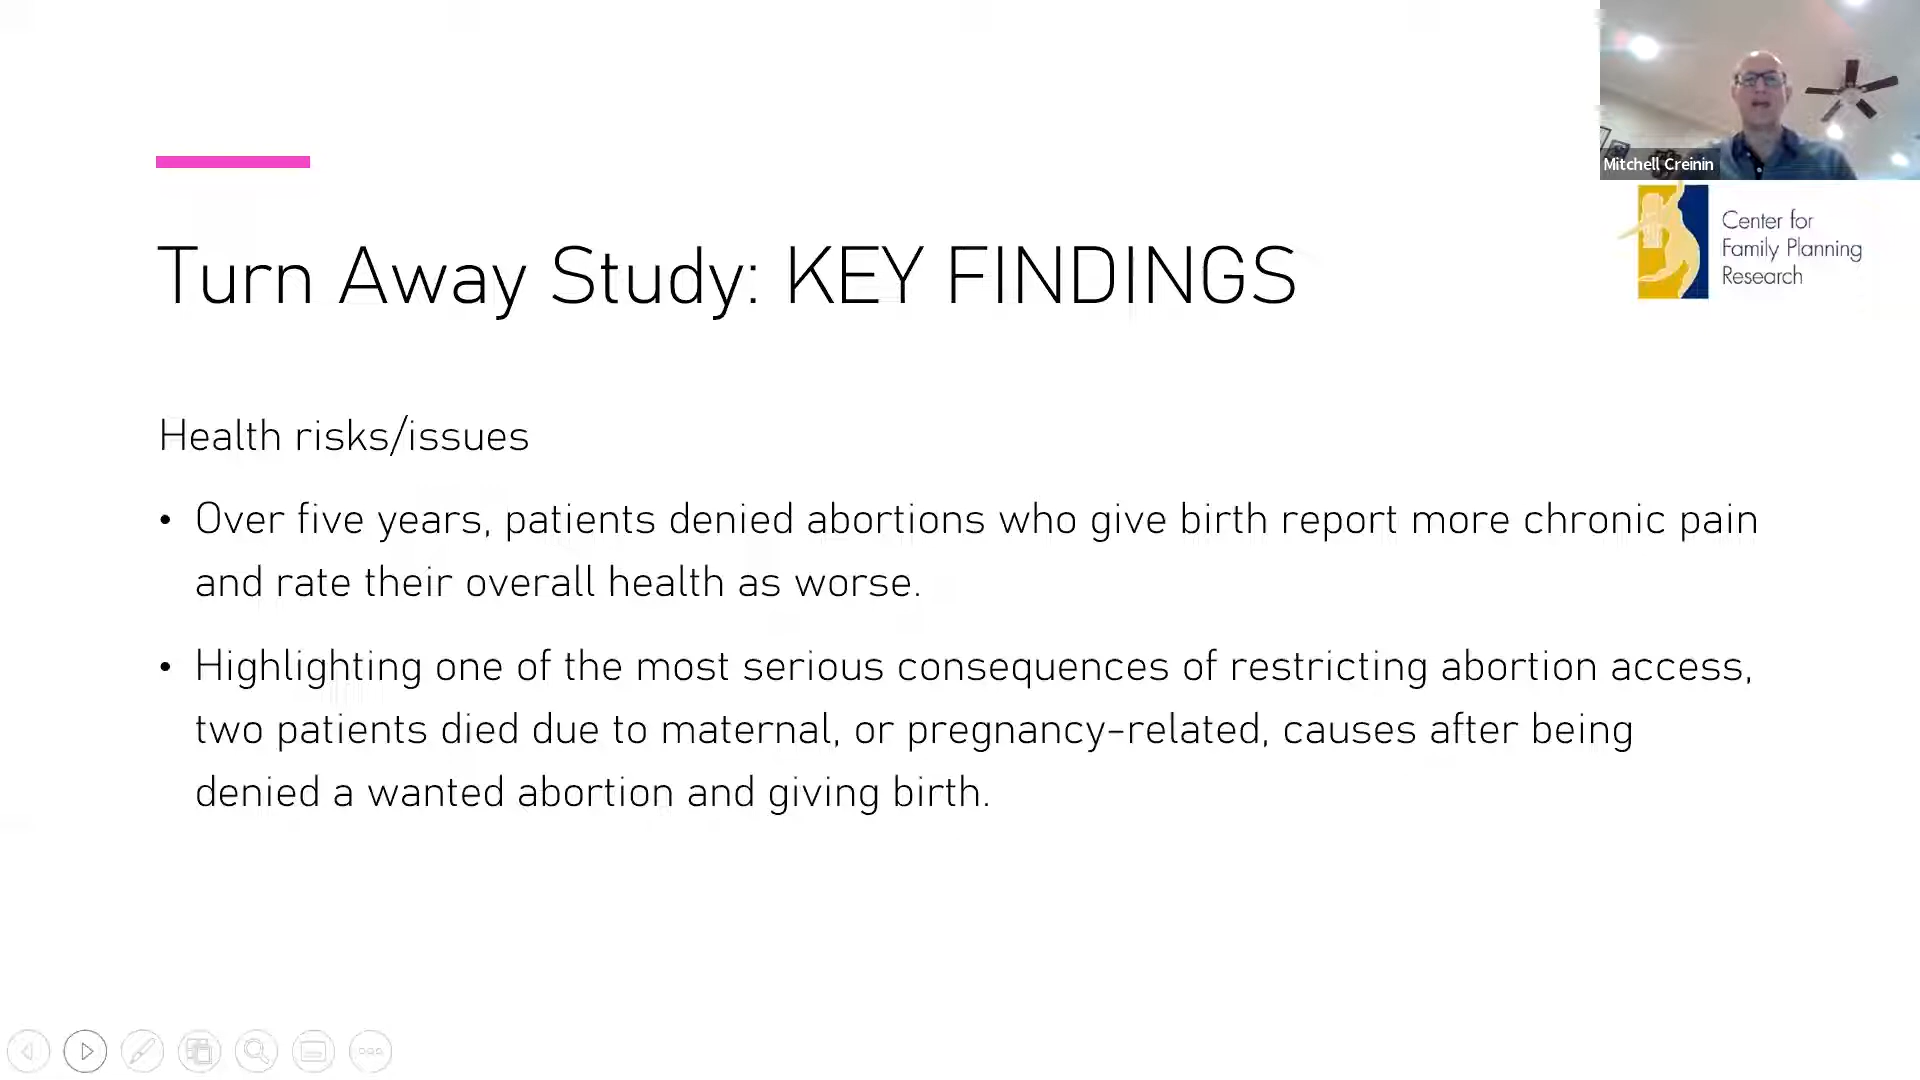 Mitchell Creinin
Center for
Family Planning
Research
Turn Away Study: KEY FINDINGS
Health risks/issues
• Over five years, patients denied abortions who give birth report more chronic pain
and rate their overall health as worse.
• Highlighting one of the most serious consequences of restricting abortion access,
two patients died due to maternal, or pregnancy-related, causes after being
denied a wanted abortion and giving birth.